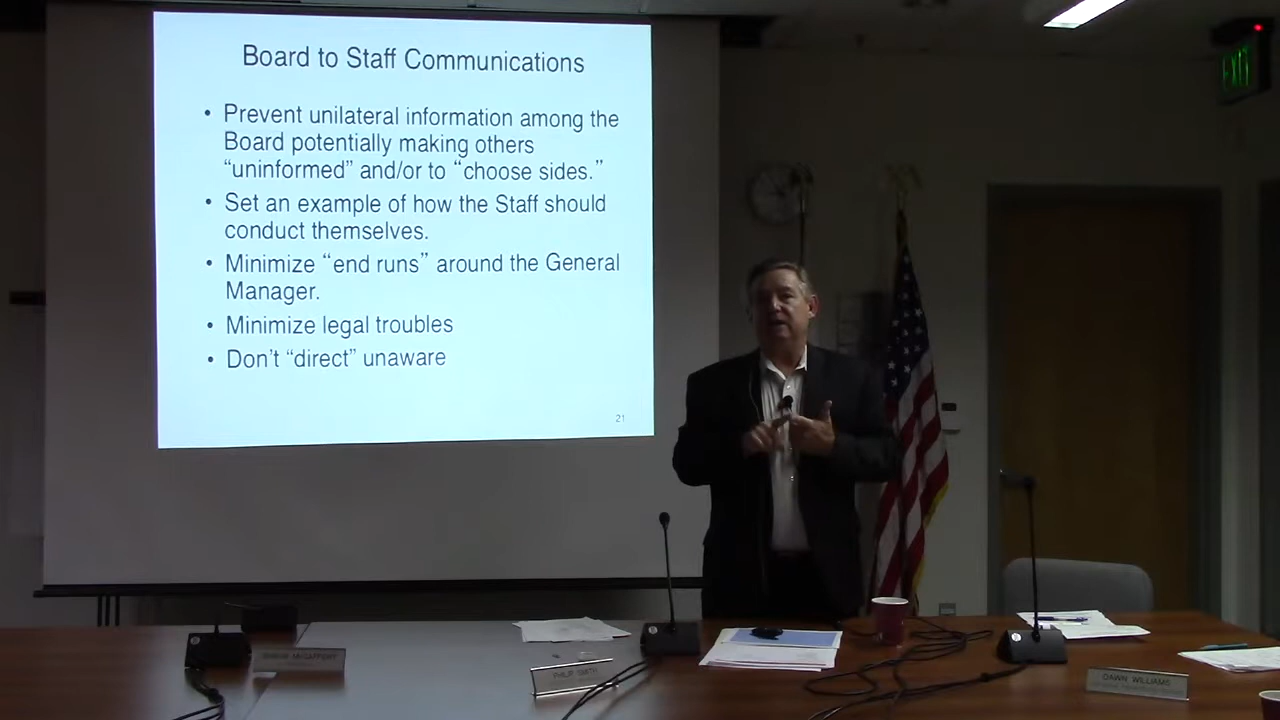 Board to Staff Communications
• Prevent unilateral information among the
Board potentially making others
“uninformed” and/or to “choose sides.”
• Set an example of how the Staff should
conduct themselves.
• Minimize “end runs” around the General
Manager.
• Minimize legal troubles
• Don’t “direct” unaware
21
EXIT
PHILIP SMITH
DAWN WILLIAMS